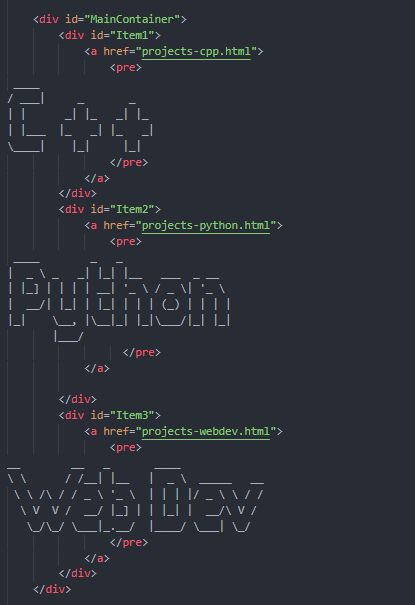 <div id="MainContainer">
    <div id="Item1">
        <a href="projects-cpp.html">
            <pre>
  ____
 / ___|     _       _
| |       _| |_   _| |_
| |___   |_   _| |_   _|
 \____|    |_|     |_|
            </pre>
        </a>
    </div>
    <div id="Item2">
        <a href="projects-python.html">
            <pre>
 ____        _   _
|  _ \ _   _| |_| |__   ___  _ __
| |_] | | | | __| '_ \ / _ \| '_ \
|  __/| |_| | |_| | | | (_) | | | |
|_|    \__, |\__|_| |_|\___/|_| |_|
       |___/
            </pre>
        </a>

    </div>
    <div id="Item3">
        <a href="projects-webdev.html">
            <pre>
__        __   _      ____
\ \      / /__| |__  |  _ \  _____   __
 \ \ /\ / / _ \ '_ \ | | | |/ _ \ \ / /
  \ V  V /  __/ |_] || |_| |  __/\ V /
   \_/\_/ \___|_.__/ |____/ \___| \_/
            </pre>
        </a>
    </div>
</div>